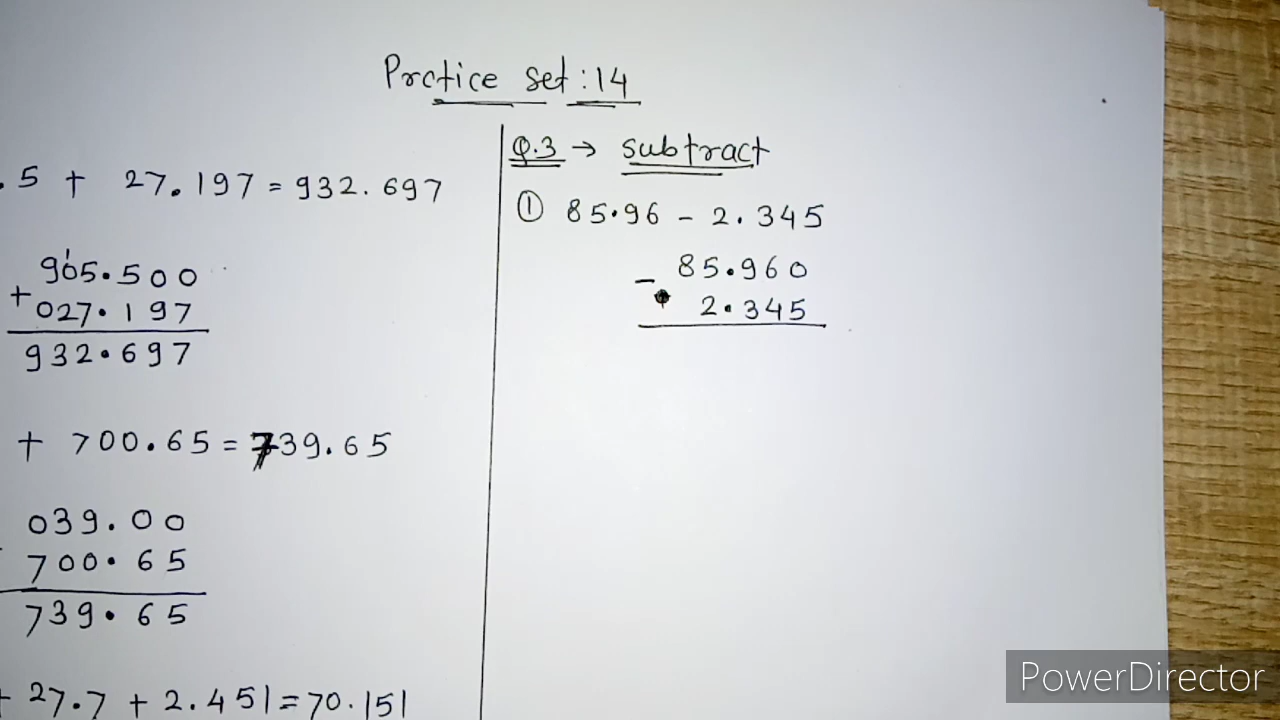 Prctice set :14
.5 + 27.197 = 932.697
1
905.500
+ 027.197
932.697
+ 700.65 = 739.65
039.00
700.65
739.65
+ 27.7 + 2.451 = 70.151
Q.3 → subtract
① 85.96 - 2.345
- 85.960
2.345
PowerDirector